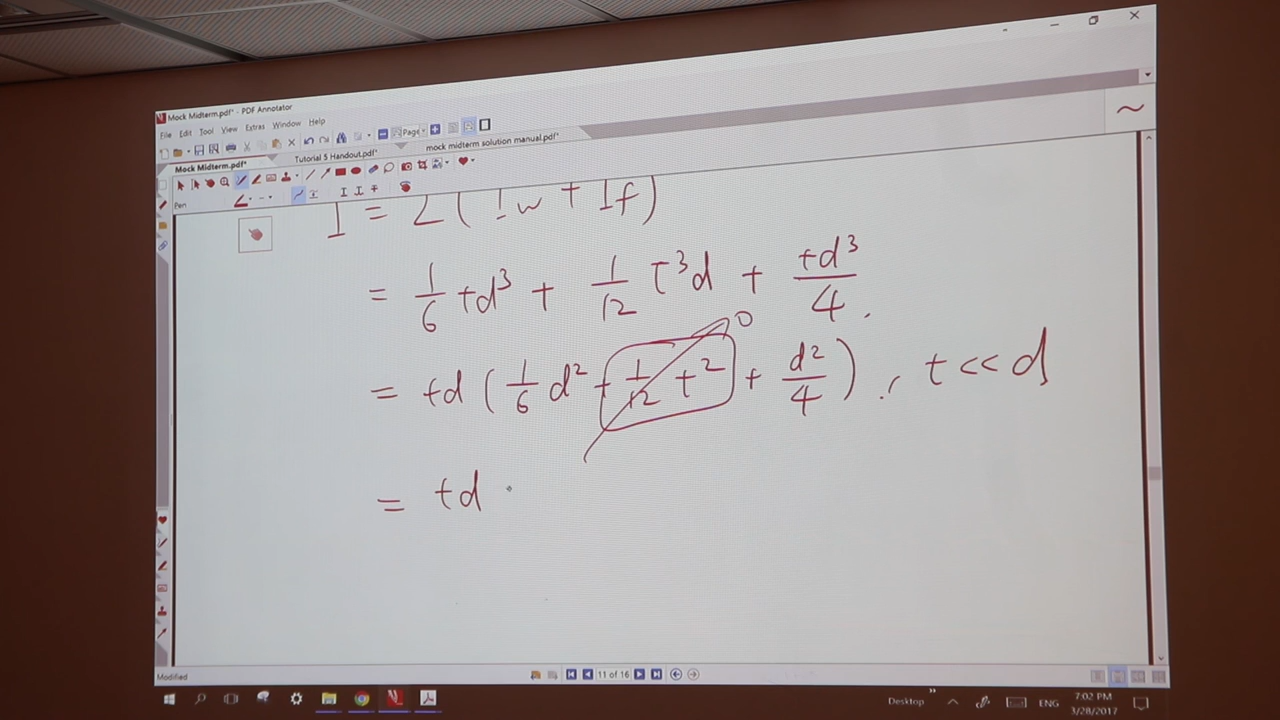 Mock Midterm.pdf* - PDF Annotator
File Edit Tool View Extras Window Help
Page
Mock Midterm.pdf* Tutorial 5 Handout.pdf* mock midterm solution manual.pdf*
Pen
I = 2 ( Iw + If )
= 1/6 td³ + 1/12 t³d + td³/4 .
= td ( 1/6 d² + 1/12 t² + d²/4 ) , t << d
0
= td
11 of 16
Modified
Desktop ENG 7:02 PM
3/28/2017